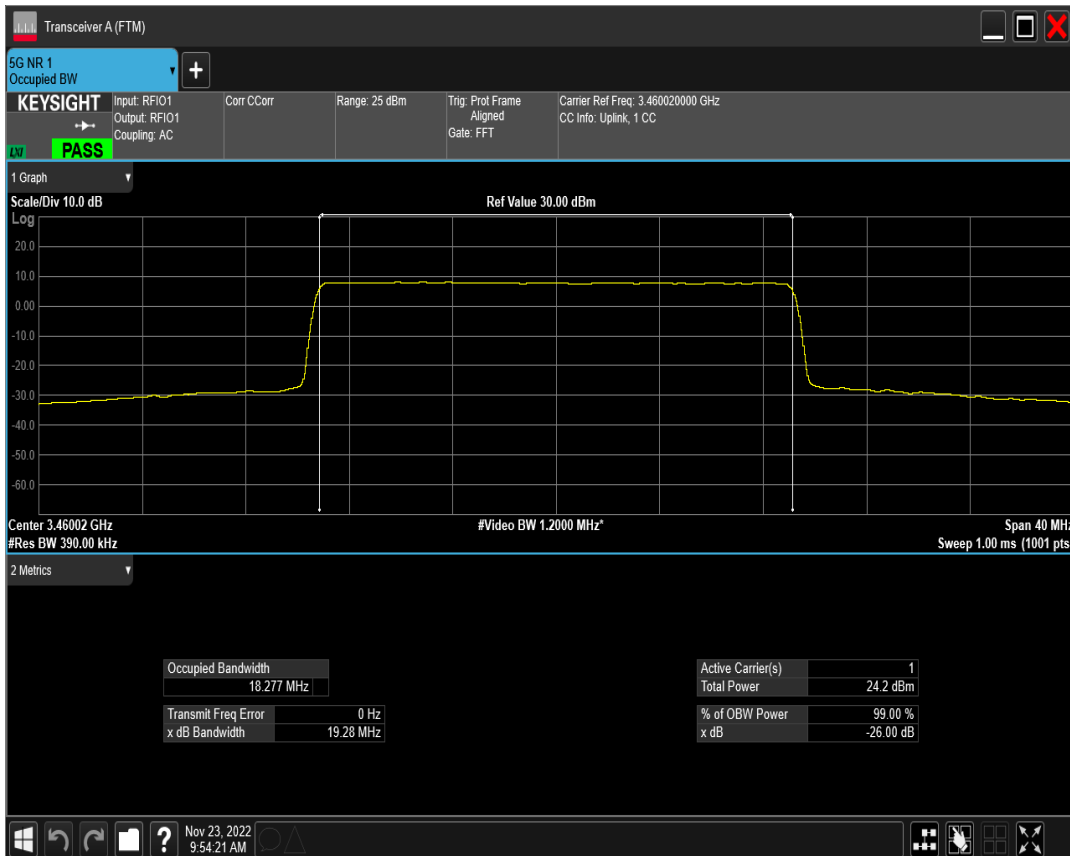 Transceiver A (FTM)
5G NR 1
Occupied BW
+
KEYSIGHT
LXI
PASS
Input: RFIO1
Output: RFIO1
Coupling: AC
Corr CCorr
Range: 25 dBm
Trig: Prot Frame
Aligned
Gate: FFT
Carrier Ref Freq: 3.460020000 GHz
CC Info: Uplink, 1 CC
1 Graph
Scale/Div 10.0 dB
Ref Value 30.00 dBm
Log
20.0
10.0
0.00
-10.0
-20.0
-30.0
-40.0
-50.0
-60.0
Center 3.46002 GHz
#Video BW 1.2000 MHz*
Span 40 MHz
#Res BW 390.00 kHz
Sweep 1.00 ms (1001 pts
2 Metrics
Occupied Bandwidth
18.277 MHz
Transmit Freq Error 0 Hz
x dB Bandwidth 19.28 MHz
Active Carrier(s) 1
Total Power 24.2 dBm
% of OBW Power 99.00 %
x dB -26.00 dB
?
Nov 23, 2022
9:54:21 AM